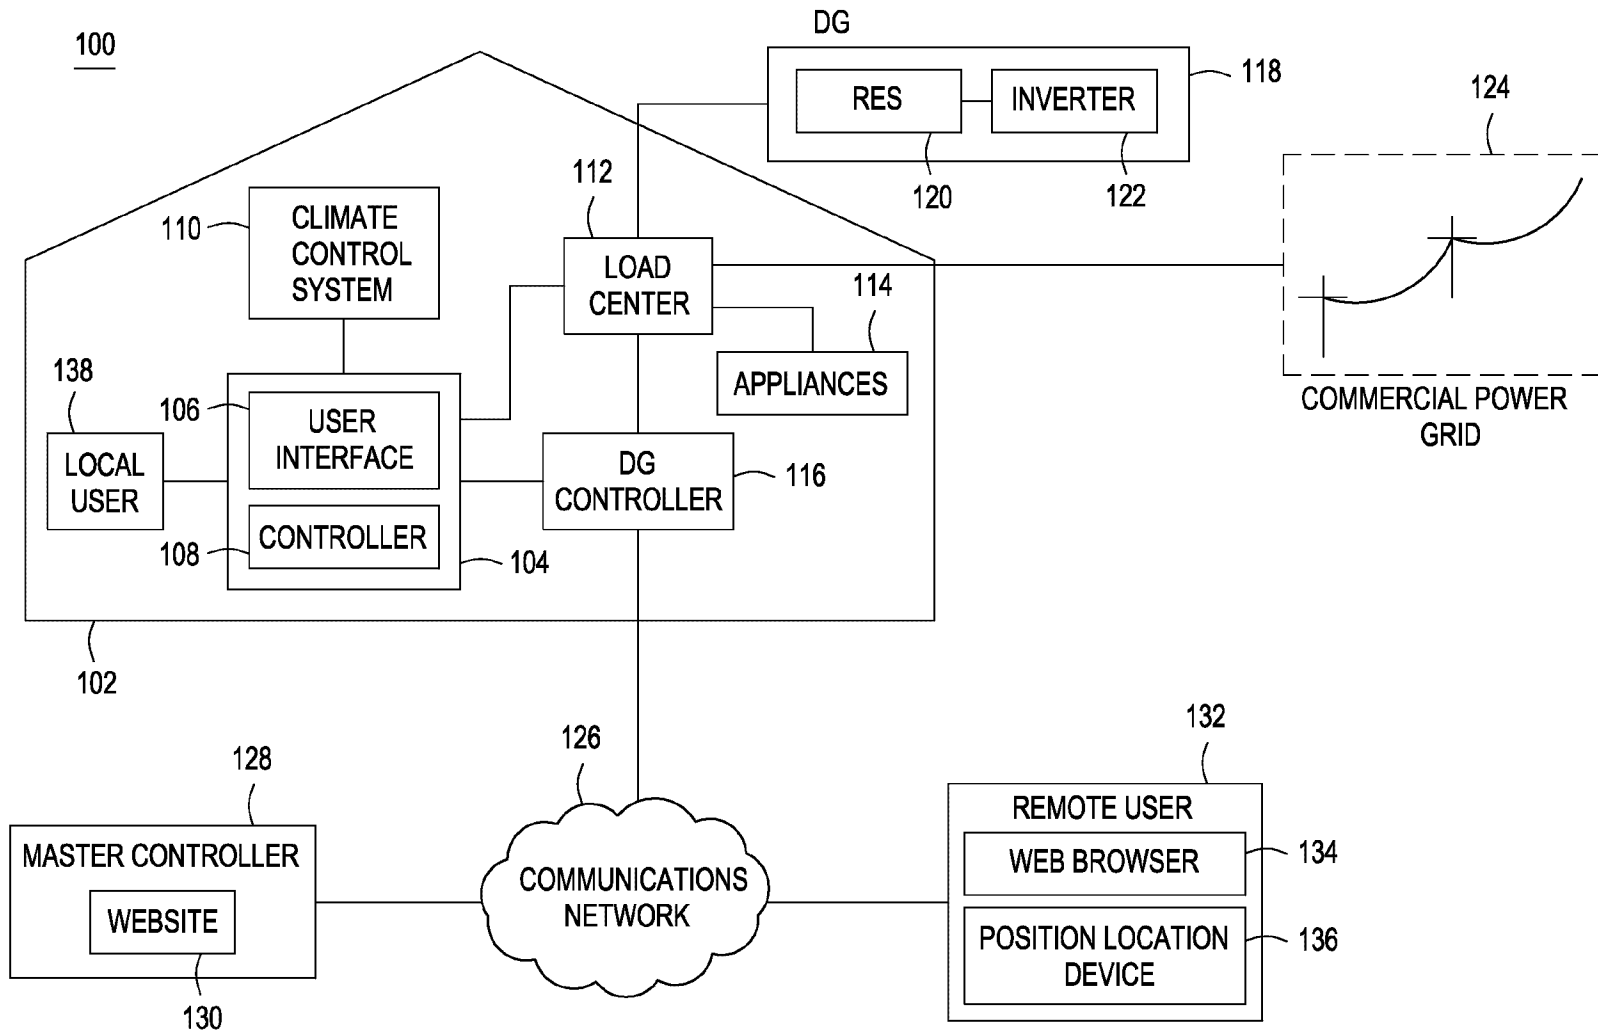 100
DG
118
RES
INVERTER
120
122
124
COMMERCIAL POWER
GRID
110
CLIMATE
CONTROL
SYSTEM
112
LOAD
CENTER
114
APPLIANCES
138
LOCAL
USER
106
USER
INTERFACE
108
CONTROLLER
104
DG
CONTROLLER
116
102
126
COMMUNICATIONS
NETWORK
128
MASTER CONTROLLER
WEBSITE
130
132
REMOTE USER
WEB BROWSER
134
POSITION LOCATION
DEVICE
136